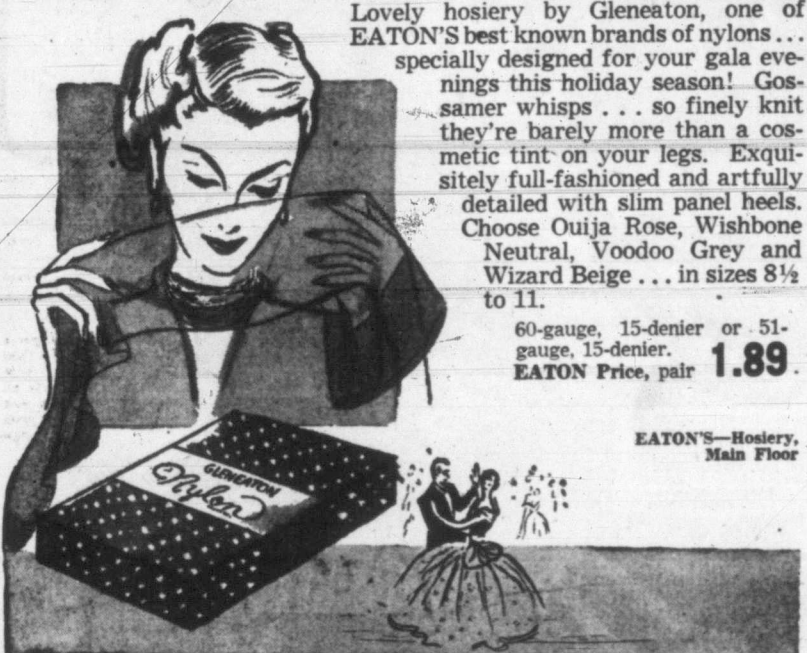 Lovely hosiery by Gleneaton, one of
EATON'S best known brands of nylons ...
specially designed for your gala eve-
nings this holiday season! Gos-
samer whisps ... so finely knit
they're barely more than a cos-
metic tint on your legs. Exqui-
sitely full-fashioned and artfully
detailed with slim panel heels.
Choose Ouija Rose, Wishbone
Neutral, Voodoo Grey and
Wizard Beige ... in sizes 8½
to 11.
60-gauge, 15-denier or 51-
gauge, 15-denier.
EATON Price, pair 1.89
EATON'S—Hosiery,
Main Floor
GLENEATON
Nylon